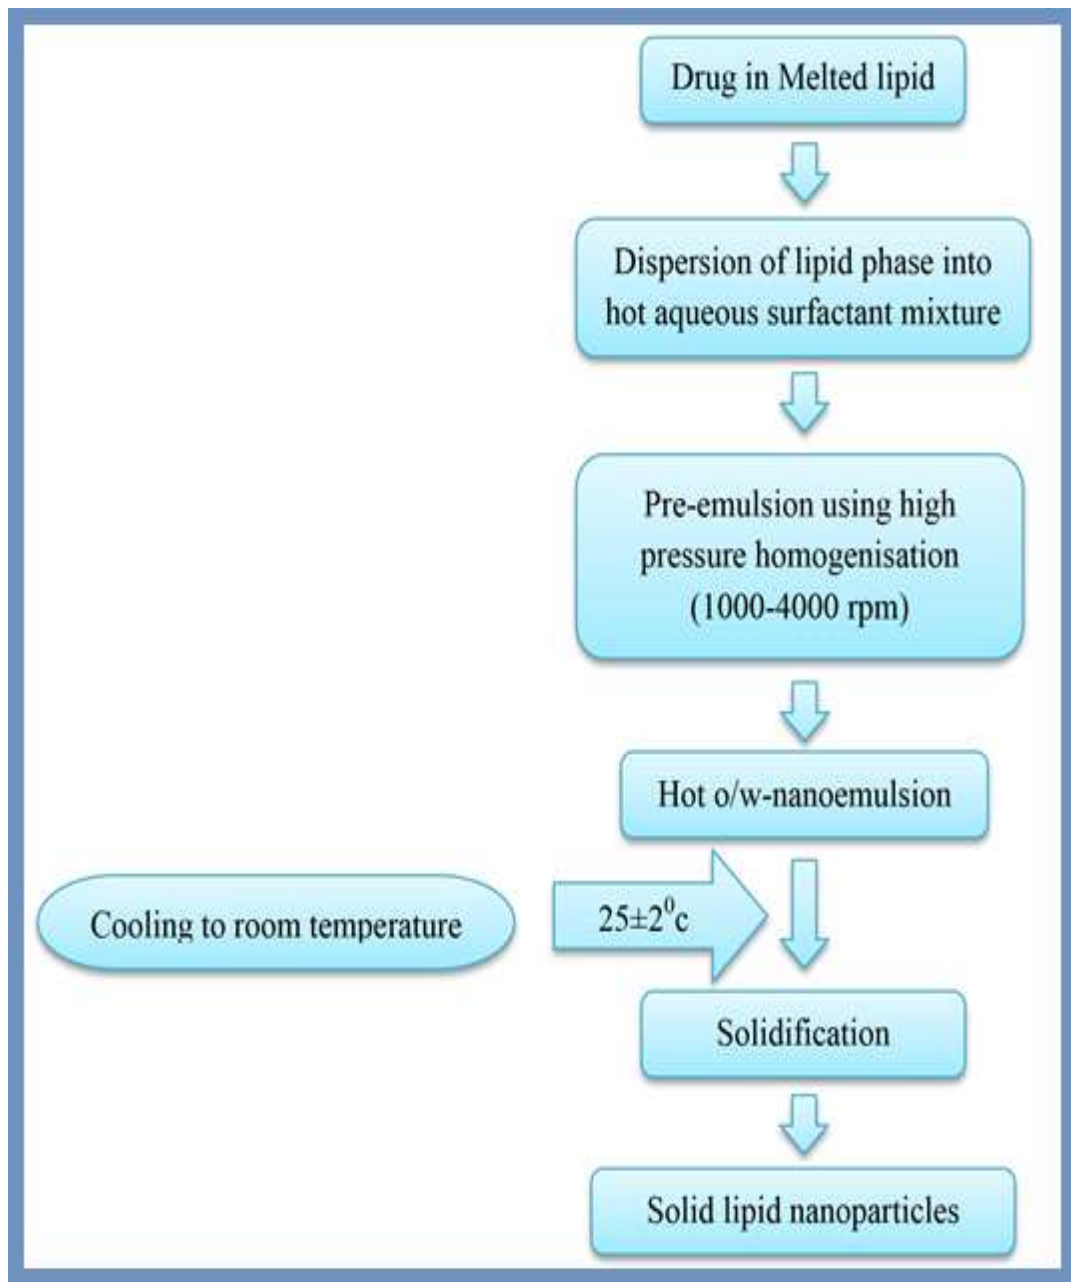 Drug in Melted lipid
Dispersion of lipid phase into
hot aqueous surfactant mixture
Pre-emulsion using high
pressure homogenisation
(1000-4000 rpm)
Hot o/w-nanoemulsion
Cooling to room temperature
25±2⁰c
Solidification
Solid lipid nanoparticles